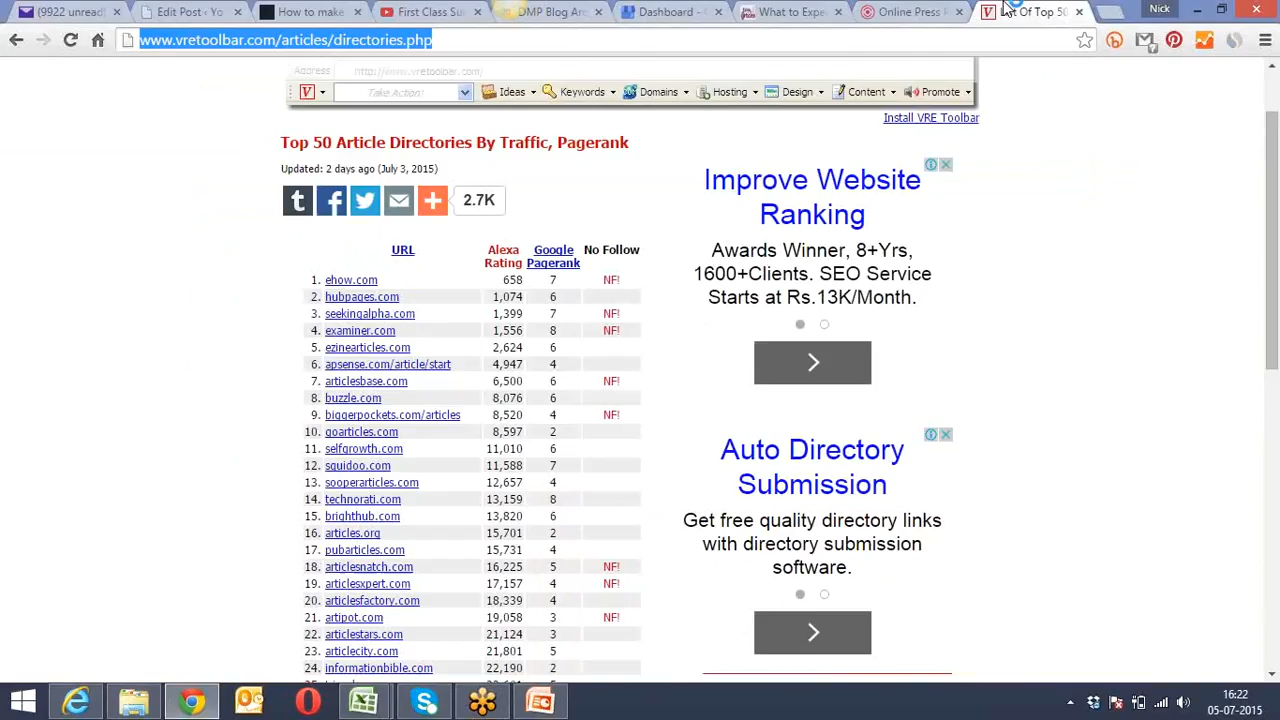 (9922 unread)
Edit Post ‹ Yo
How to make
First Class Su
DMP Blog Arc
Dashboard -
What to Expe
Online Press
Of Top 50
www.vretoolbar.com/articles/directories.php
Address http://www.vretoolbar.com/
Take Action! Ideas Keywords Domains Hosting Design Content Promote
Install VRE Toolbar
Top 50 Article Directories By Traffic, Pagerank
Updated: 2 days ago (July 3, 2015)
2.7K
URL Alexa Rating Google Pagerank No Follow
1. ehow.com 658 7 NF!
2. hubpages.com 1,074 6
3. seekingalpha.com 1,399 7 NF!
4. examiner.com 1,556 8 NF!
5. ezinearticles.com 2,624 6
6. apsense.com/article/start 4,947 4
7. articlesbase.com 6,500 6 NF!
8. buzzle.com 8,076 6
9. biggerpockets.com/articles 8,520 4 NF!
10. goarticles.com 8,597 2
11. selfgrowth.com 11,010 6
12. squidoo.com 11,588 7
13. sooperarticles.com 12,657 4
14. technorati.com 13,159 8
15. brighthub.com 13,820 6
16. articles.org 15,701 2
17. pubarticles.com 15,731 4
18. articlesnatch.com 16,225 5 NF!
19. articlesxpert.com 17,157 4 NF!
20. articlesfactory.com 18,339 4
21. artipot.com 19,058 3 NF!
22. articlestars.com 21,124 3
23. articlecity.com 21,801 5
24. informationbible.com 22,190 2
Improve Website
Ranking
Awards Winner, 8+Yrs,
1600+Clients. SEO Service
Starts at Rs.13K/Month.
Auto Directory
Submission
Get free quality directory links
with directory submission
software.
16:22
05-07-2015